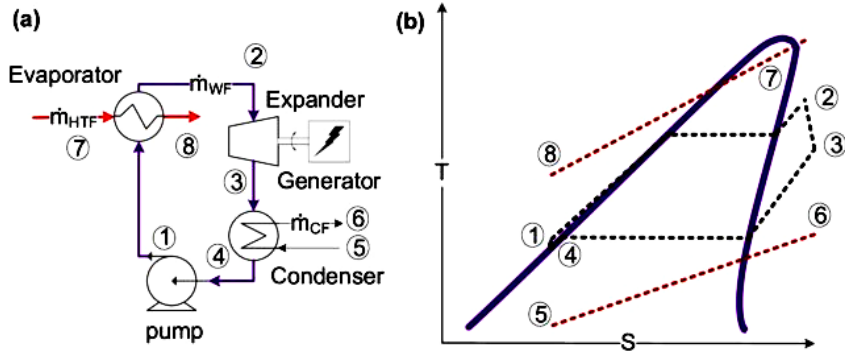 (a)
②
Evaporator
ṁWF
Expander
ṁHTF
⑦
⑧
③
Generator
ṁCF
⑥
①
④
⑤
Condenser
pump
(b)
⑦
②
⑧
③
T
①
④
⑥
⑤
S